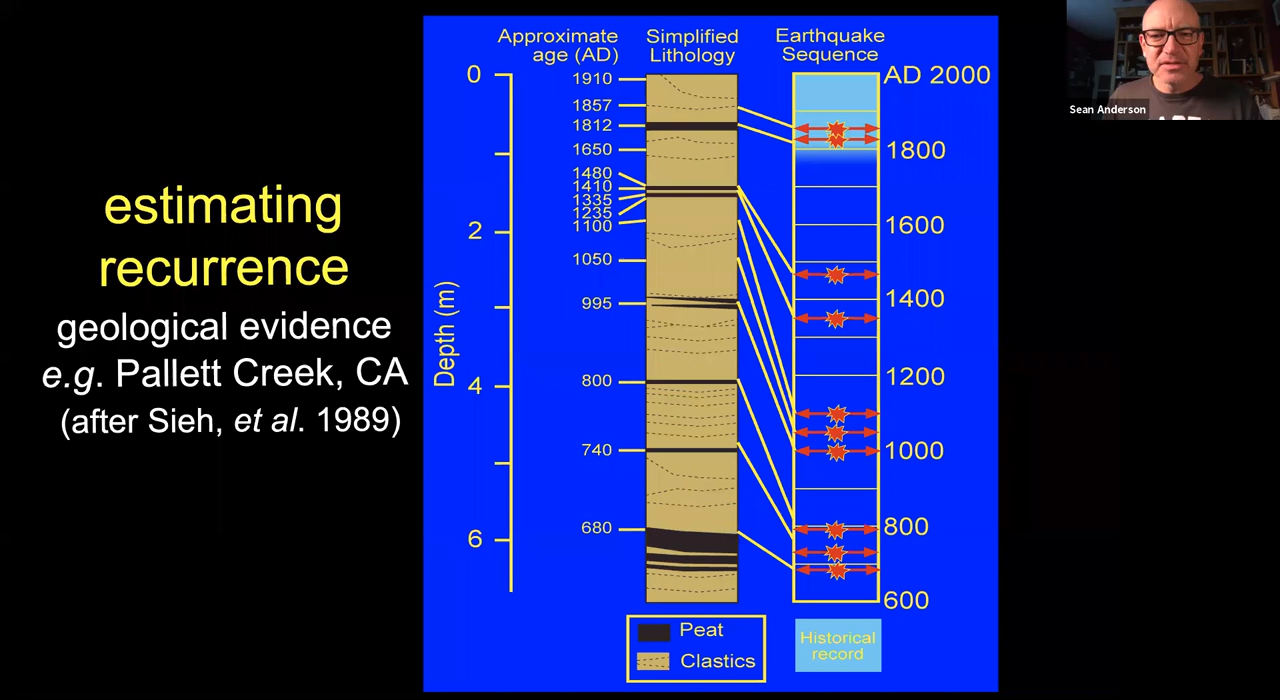 estimating
recurrence
geological evidence
e.g. Pallett Creek, CA
(after Sieh, et al. 1989)
Approximate
age (AD)
Simplified
Lithology
Earthquake
Sequence
Depth (m)
0
2
4
6
1910
1857
1812
1650
1480
1410
1335
1235
1100
1050
995
800
740
680
AD 2000
1800
1600
1400
1200
1000
800
600
Peat
Clastics
Historical
record
Sean Anderson